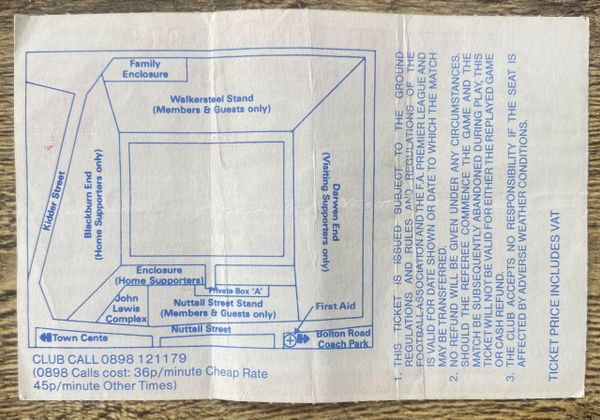 Family
Enclosure
Walkersteel Stand
(Members & Guests only)
Kidder Street
Blackburn End
(Home Supporters only)
Darwen End
(Visiting Supporters only)
Enclosure
(Home Supporters)
Private Box 'A'
John
Lewis
Complex
Nuttall Street Stand
(Members & Guests only)
First Aid
Town Cente
Nuttall Street
Bolton Road
Coach Park
CLUB CALL 0898 121179
(0898 Calls cost: 36p/minute Cheap Rate
45p/minute Other Times)
1. THIS TICKET IS ISSUED SUBJECT TO THE GROUND
REGULATIONS AND RULES AND REGULATIONS OF THE
FOOTBALL ASSOCIATION AND THE F.A. PREMIER LEAGUE AND
IS VALID FOR DATE SHOWN OR DATE TO WHICH THE MATCH
MAY BE TRANSFERRED.
2. NO REFUND WILL BE GIVEN UNDER ANY CIRCUMSTANCES.
SHOULD THE REFEREE COMMENCE THE GAME AND THE
MATCH SUBSEQUENTLY ABANDONED DURING PLAY, THIS
TICKET WILL NOT BE VALID FOR EITHER THE REPLAYED GAME
OR CASH REFUND.
3. THE CLUB ACCEPTS NO RESPONSIBILITY IF THE SEAT IS
AFFECTED BY ADVERSE WEATHER CONDITIONS.
TICKET PRICE INCLUDES VAT